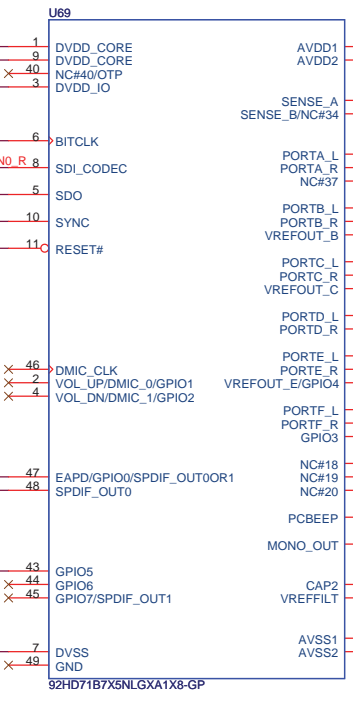 U69
1 DVDD_CORE AVDD1
9 DVDD_CORE AVDD2
40 NC#40/OTP
3 DVDD_IO
SENSE_A
SENSE_B/NC#34
6 BITCLK
PORTA_L
N0_R 8 SDI_CODEC PORTA_R
NC#37
5 SDO
PORTB_L
10 SYNC PORTB_R
VREFOUT_B
11 RESET#
PORTC_L
PORTC_R
VREFOUT_C
PORTD_L
PORTD_R
PORTE_L
46 DMIC_CLK PORTE_R
2 VOL_UP/DMIC_0/GPIO1 VREFOUT_E/GPIO4
4 VOL_DN/DMIC_1/GPIO2
PORTF_L
PORTF_R
GPIO3
NC#18
47 EAPD/GPIO0/SPDIF_OUT0OR1 NC#19
48 SPDIF_OUT0 NC#20
PCBEEP
MONO_OUT
43 GPIO5
44 GPIO6 CAP2
45 GPIO7/SPDIF_OUT1 VREFFILT
AVSS1
7 DVSS AVSS2
49 GND
92HD71B7X5NLGXA1X8-GP